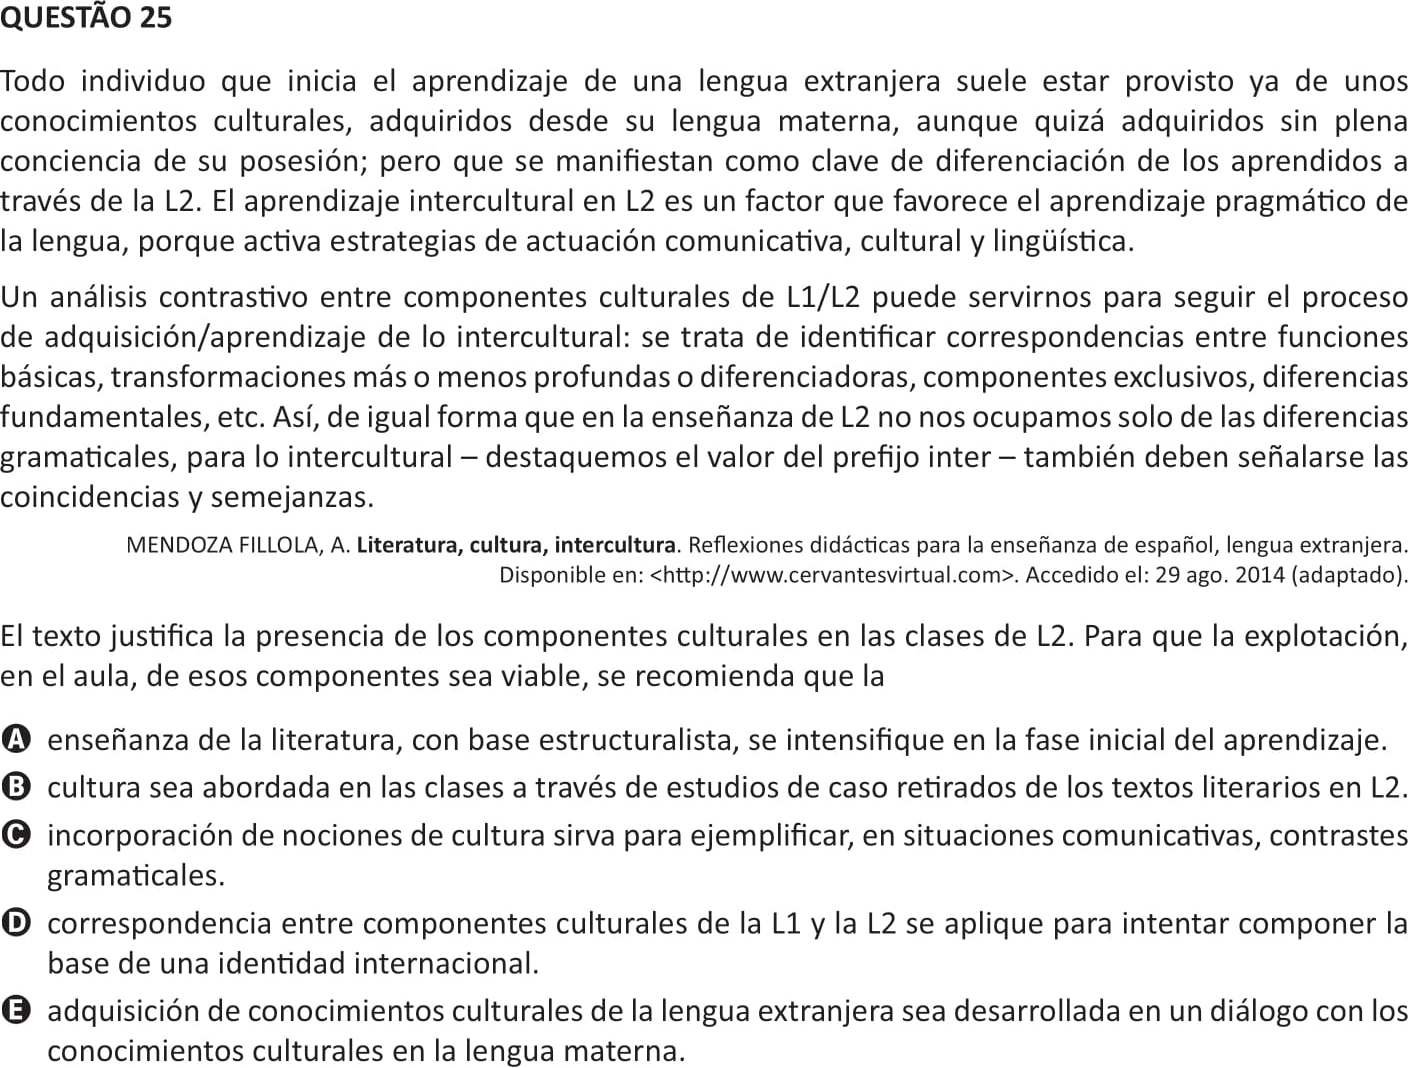 QUESTÃO 25
Todo individuo que inicia el aprendizaje de una lengua extranjera suele estar provisto ya de unos
conocimientos culturales, adquiridos desde su lengua materna, aunque quizá adquiridos sin plena
conciencia de su posesión; pero que se manifiestan como clave de diferenciación de los aprendidos a
través de la L2. El aprendizaje intercultural en L2 es un factor que favorece el aprendizaje pragmático de
la lengua, porque activa estrategias de actuación comunicativa, cultural y lingüística.
Un análisis contrastivo entre componentes culturales de L1/L2 puede servirnos para seguir el proceso
de adquisición/aprendizaje de lo intercultural: se trata de identificar correspondencias entre funciones
básicas, transformaciones más o menos profundas o diferenciadoras, componentes exclusivos, diferencias
fundamentales, etc. Así, de igual forma que en la enseñanza de L2 no nos ocupamos solo de las diferencias
gramaticales, para lo intercultural – destaquemos el valor del prefijo inter – también deben señalarse las
coincidencias y semejanzas.
MENDOZA FILLOLA, A. Literatura, cultura, intercultura. Reflexiones didácticas para la enseñanza de español, lengua extranjera.
Disponible en: <http://www.cervantesvirtual.com>. Accedido el: 29 ago. 2014 (adaptado).
El texto justifica la presencia de los componentes culturales en las clases de L2. Para que la explotación,
en el aula, de esos componentes sea viable, se recomienda que la
A enseñanza de la literatura, con base estructuralista, se intensifique en la fase inicial del aprendizaje.
B cultura sea abordada en las clases a través de estudios de caso retirados de los textos literarios en L2.
C incorporación de nociones de cultura sirva para ejemplificar, en situaciones comunicativas, contrastes
gramaticales.
D correspondencia entre componentes culturales de la L1 y la L2 se aplique para intentar componer la
base de una identidad internacional.
E adquisición de conocimientos culturales de la lengua extranjera sea desarrollada en un diálogo con los
conocimientos culturales en la lengua materna.